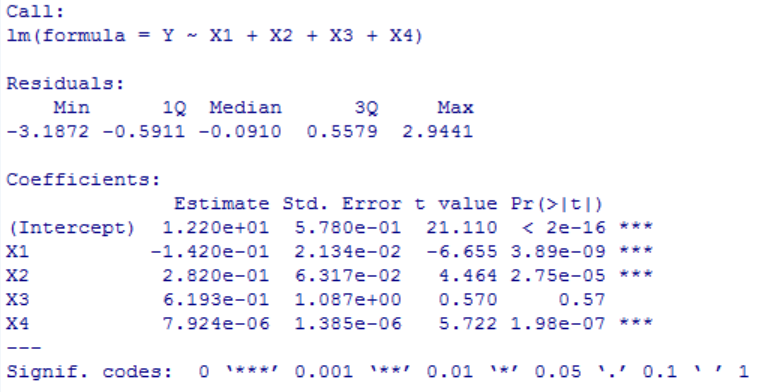 Call:
lm(formula = Y ~ X1 + X2 + X3 + X4)
Residuals:
    Min      1Q  Median      3Q     Max
-3.1872 -0.5911 -0.0910  0.5579  2.9441
Coefficients:
              Estimate Std. Error t value Pr(>|t|)
(Intercept)  1.220e+01  5.780e-01  21.110  < 2e-16 ***
X1          -1.420e-01  2.134e-02  -6.655 3.89e-09 ***
X2           2.820e-01  6.317e-02   4.464 2.75e-05 ***
X3           6.193e-01  1.087e+00   0.570     0.57
X4           7.924e-06  1.385e-06   5.722 1.98e-07 ***
---
Signif. codes:  0 ‘***’ 0.001 ‘**’ 0.01 ‘*’ 0.05 ‘.’ 0.1 ‘ ’ 1